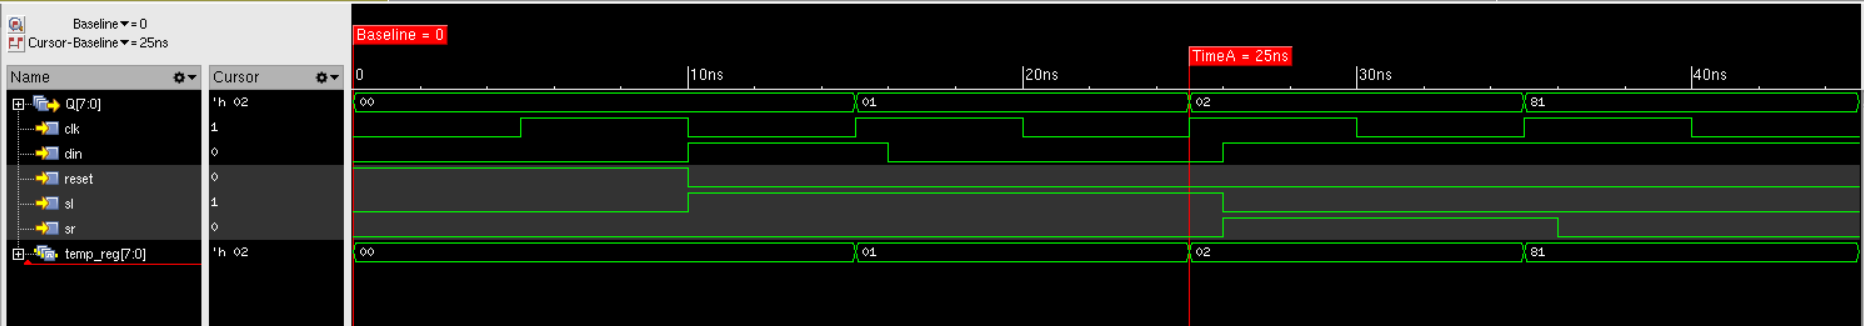 Baseline▼= 0
Cursor-Baseline▼= 25ns
Baseline = 0
TimeA = 25ns
Name Cursor 0 10ns 20ns 30ns 40ns
Q[7:0] 'h 02 00 01 02 81
clk 1
din 0
reset 0
sl 1
sr 0
temp_reg[7:0] 'h 02 00 01 02 81